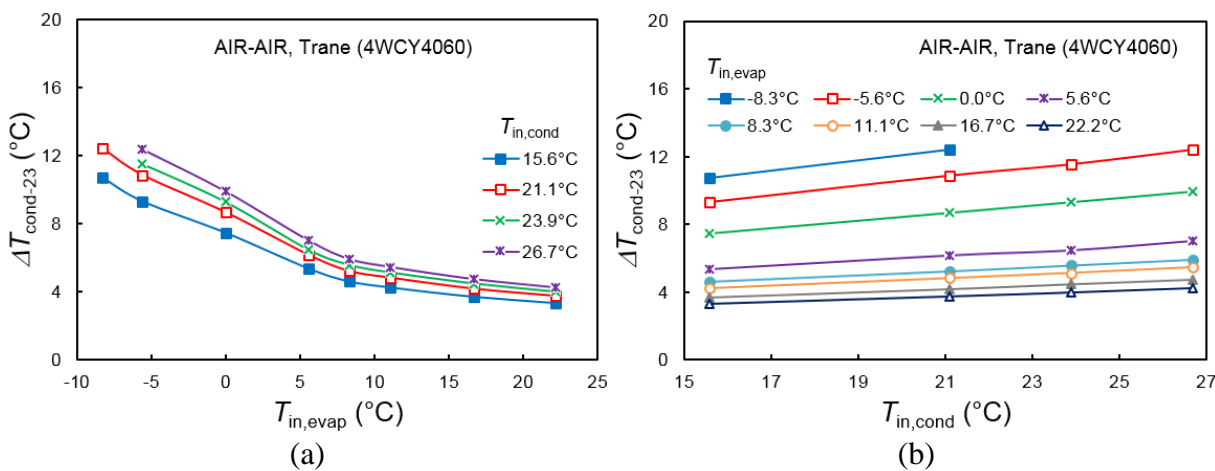 AIR-AIR, Trane (4WCY4060)
ΔTcond-23 (°C)
20
16
12
8
4
0
Tin,cond
15.6°C
21.1°C
23.9°C
26.7°C
-10 -5 0 5 10 15 20 25
Tin,evap (°C)
(a)
AIR-AIR, Trane (4WCY4060)
ΔTcond-23 (°C)
20
16
12
8
4
0
Tin,evap
-8.3°C -5.6°C 0.0°C 5.6°C
8.3°C 11.1°C 16.7°C 22.2°C
15 17 19 21 23 25 27
Tin,cond (°C)
(b)